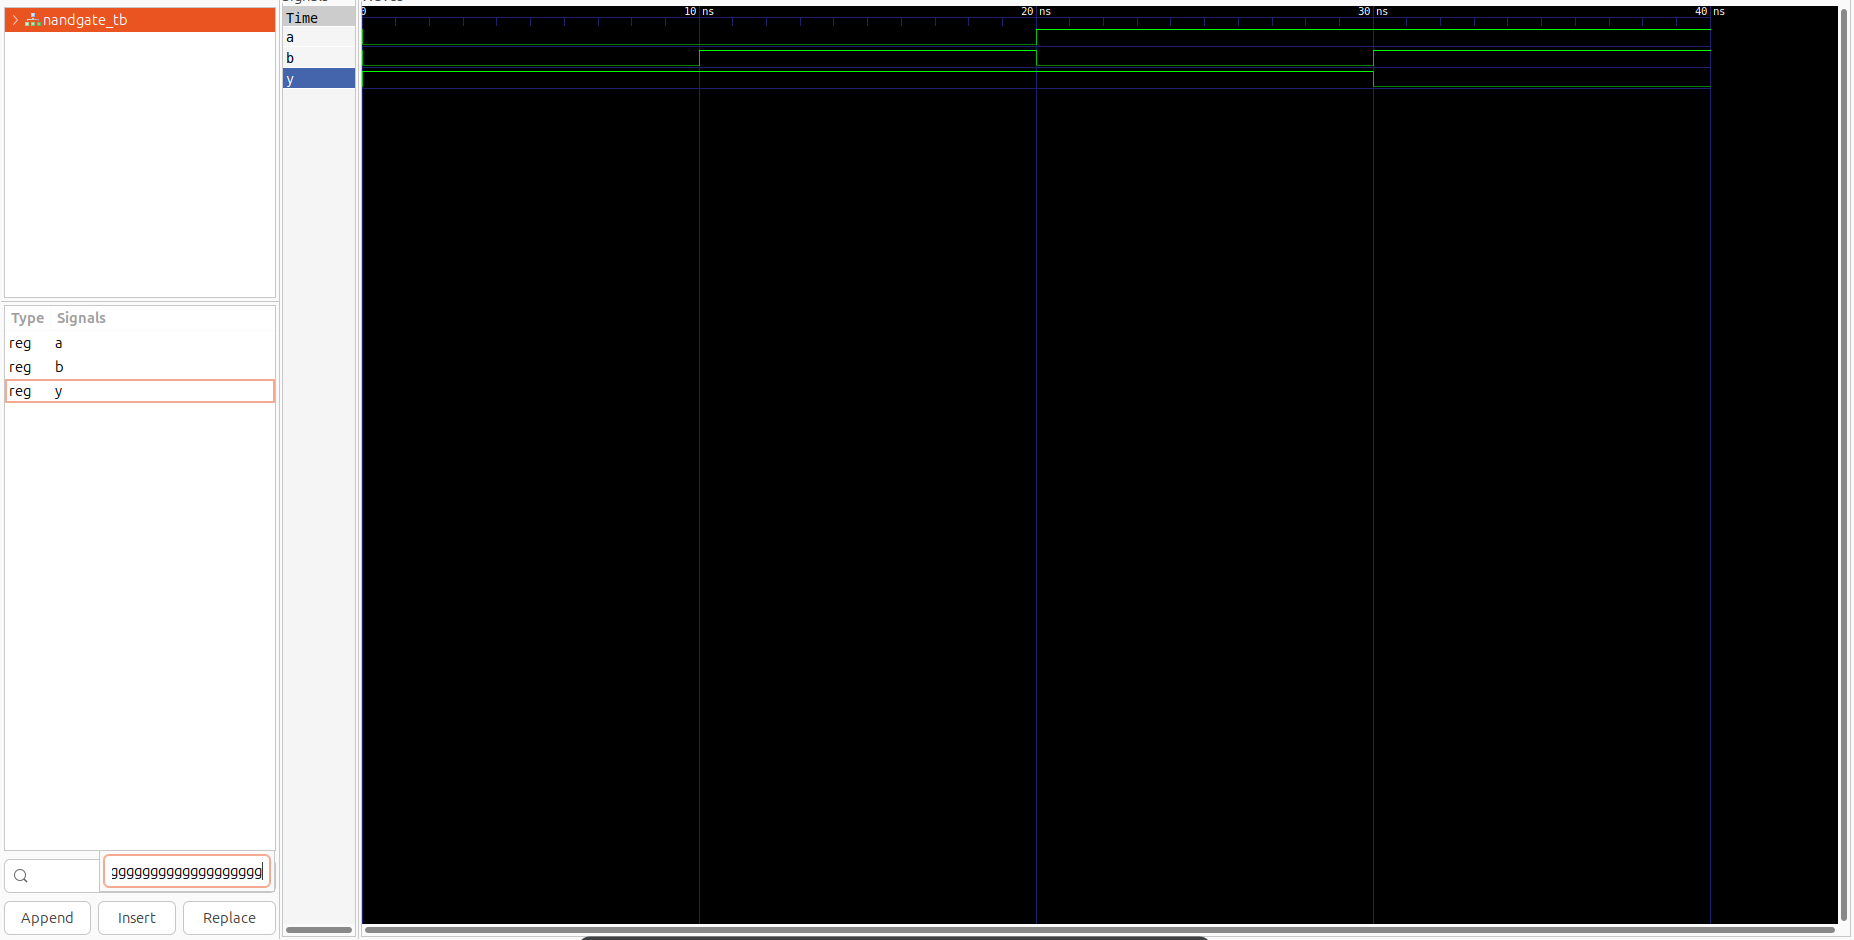 nandgate_tb
Type Signals
reg a
reg b
reg y
ggggggggggggggggggg
Append Insert Replace
Time
a
b
y
0 10 ns 20 ns 30 ns 40 ns